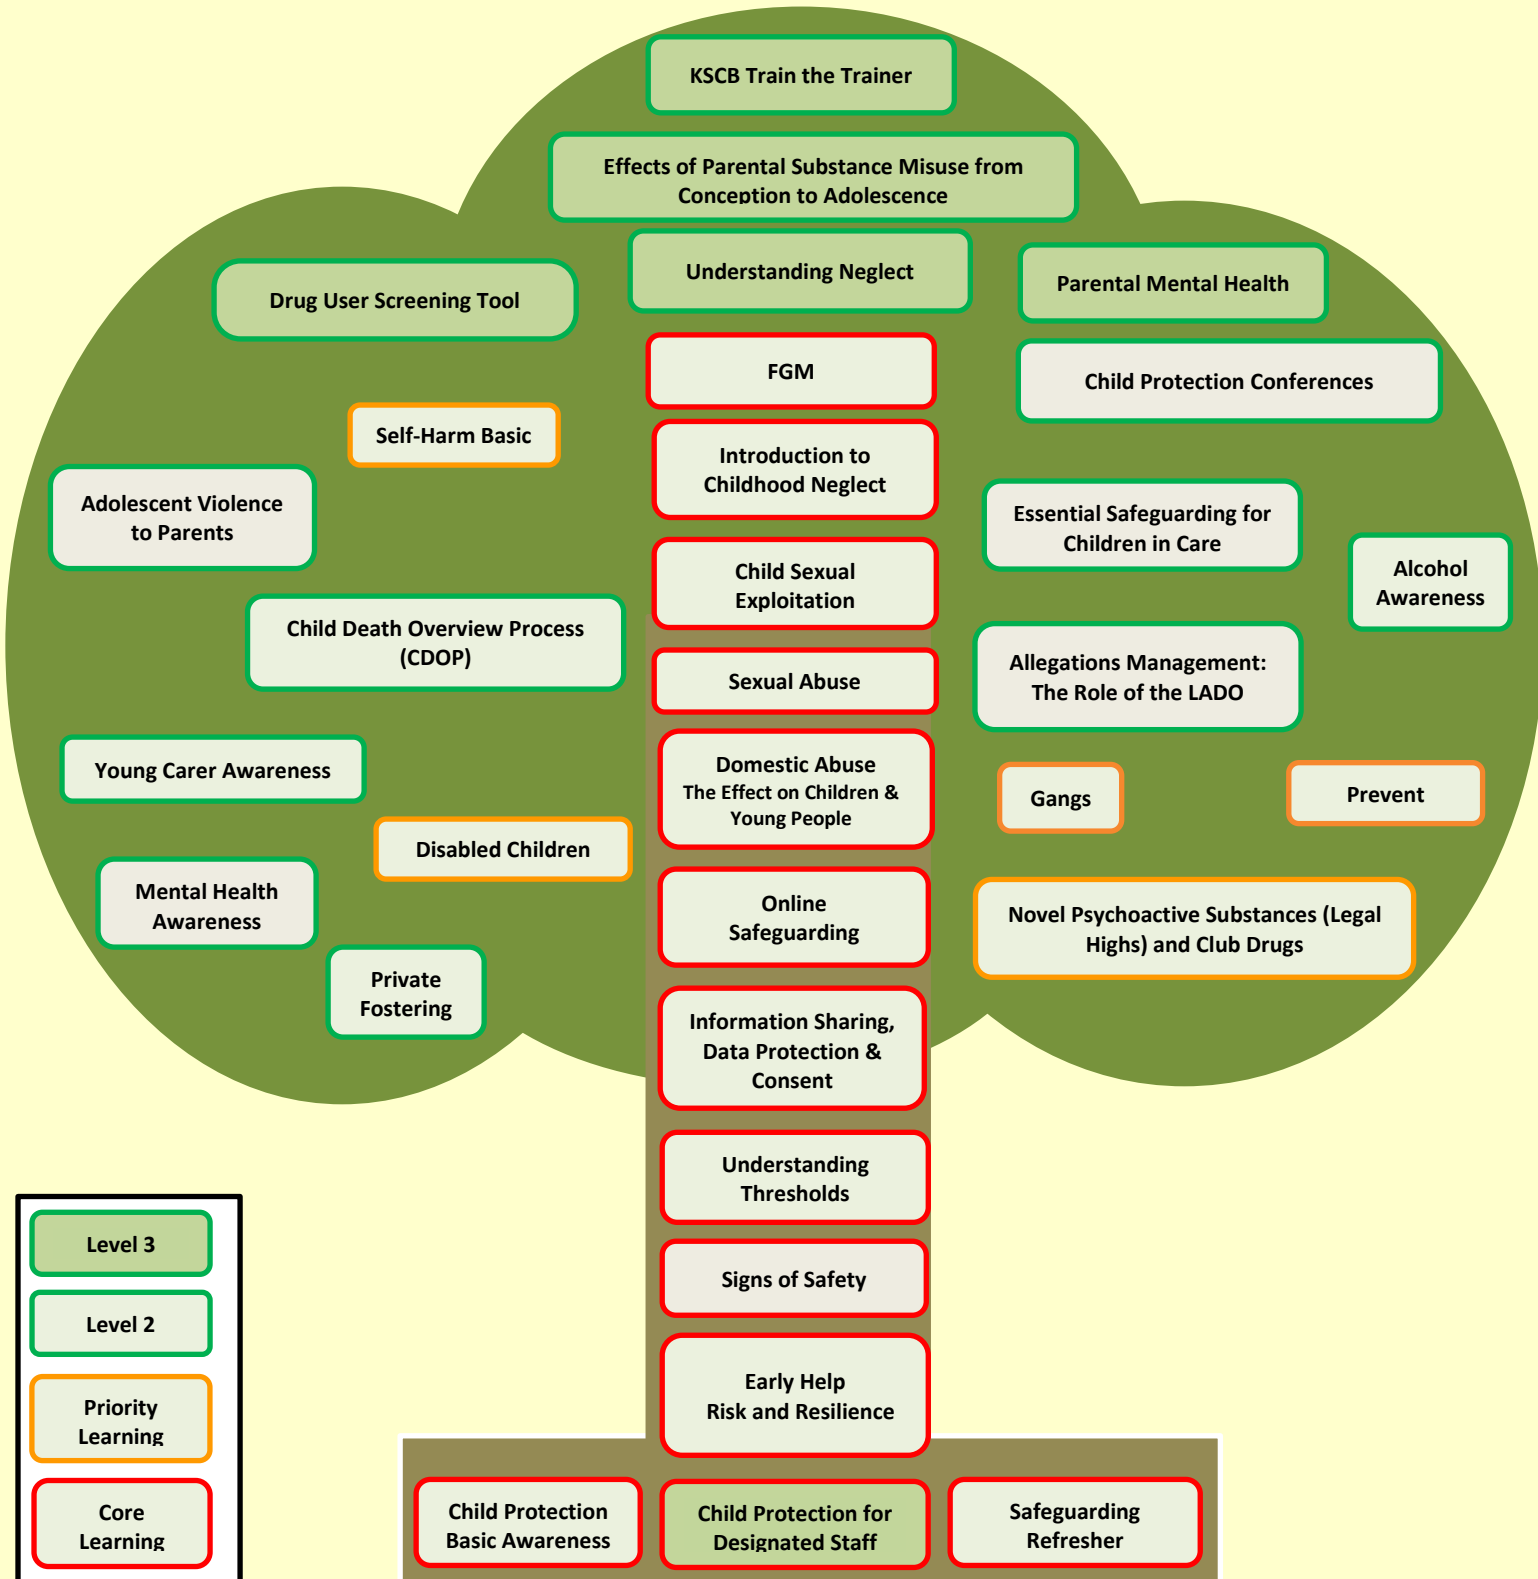 KSCB Train the Trainer
Effects of Parental Substance Misuse from
Conception to Adolescence
Understanding Neglect
Drug User Screening Tool
Parental Mental Health
FGM
Child Protection Conferences
Self-Harm Basic
Introduction to
Childhood Neglect
Adolescent Violence
to Parents
Essential Safeguarding for
Children in Care
Alcohol
Awareness
Child Sexual
Exploitation
Child Death Overview Process
(CDOP)
Allegations Management:
The Role of the LADO
Sexual Abuse
Young Carer Awareness
Domestic Abuse
The Effect on Children &
Young People
Gangs
Prevent
Disabled Children
Mental Health
Awareness
Online
Safeguarding
Novel Psychoactive Substances (Legal
Highs) and Club Drugs
Private
Fostering
Information Sharing,
Data Protection &
Consent
Understanding
Thresholds
Signs of Safety
Early Help
Risk and Resilience
Child Protection
Basic Awareness
Child Protection for
Designated Staff
Safeguarding
Refresher
Level 3
Level 2
Priority
Learning
Core
Learning